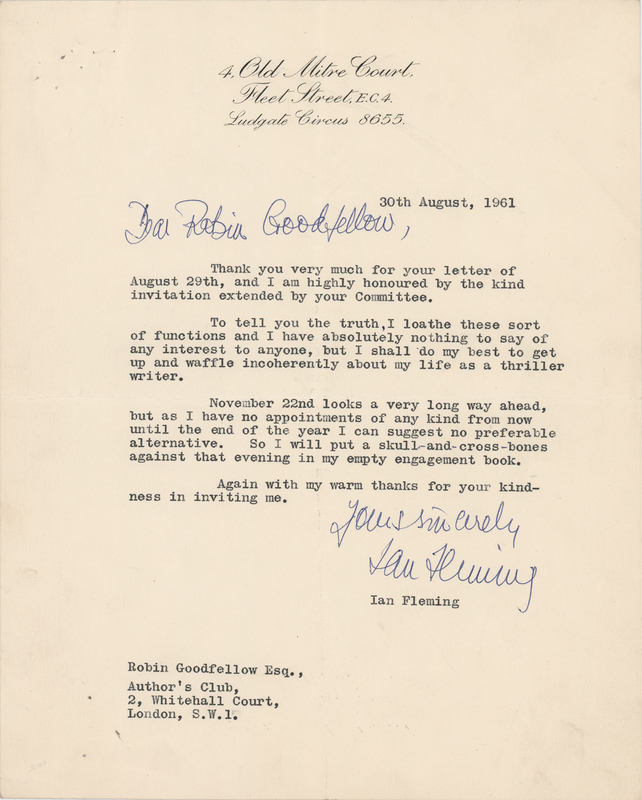 4, Old Mitre Court,
Fleet Street, E.C.4.
Ludgate Circus 8655.
30th August, 1961
Dear Robin Goodfellow,
Thank you very much for your letter of
August 29th, and I am highly honoured by the kind
invitation extended by your Committee.
To tell you the truth,I loathe these sort
of functions and I have absolutely nothing to say of
any interest to anyone, but I shall do my best to get
up and waffle incoherently about my life as a thriller
writer.
November 22nd looks a very long way ahead,
but as I have no appointments of any kind from now
until the end of the year I can suggest no preferable
alternative. So I will put a skull-and-cross-bones
against that evening in my empty engagement book.
Again with my warm thanks for your kind-
ness in inviting me.
Yours sincerely
Ian Fleming
Ian Fleming
Robin Goodfellow Esq.,
Author's Club,
2, Whitehall Court,
London, S.W.1.